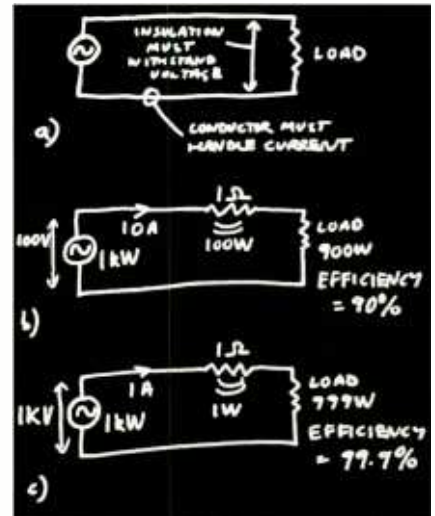 INSULATION
MUST
WITHSTAND
VOLTAGE
LOAD
a)
CONDUCTOR MUST
HANDLE CURRENT
1Ω
100V
10A
1kW
100W
LOAD
900W
EFFICIENCY
= 90%
b)
1Ω
1KV
1A
1kW
1W
LOAD
999W
EFFICIENCY
= 99.9%
c)